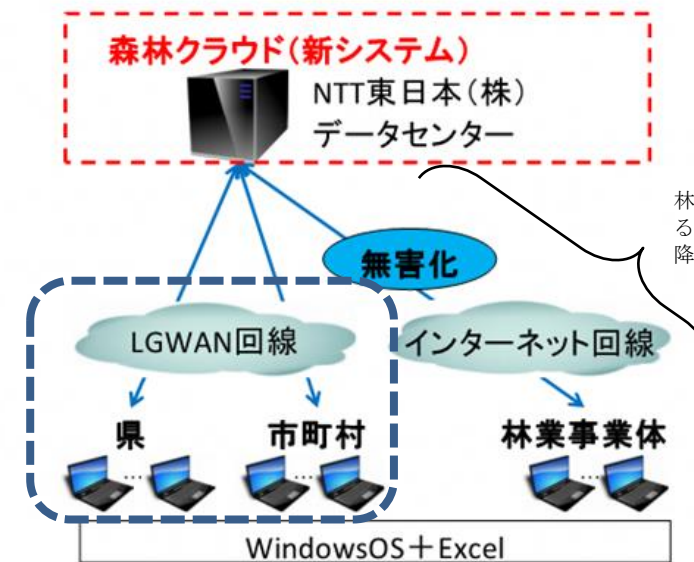 森林クラウド(新システム)
NTT東日本(株)
データセンター
林
る
降
無害化
LGWAN回線
インターネット回線
県
市町村
林業事業体
…
…
…
WindowsOS+Excel